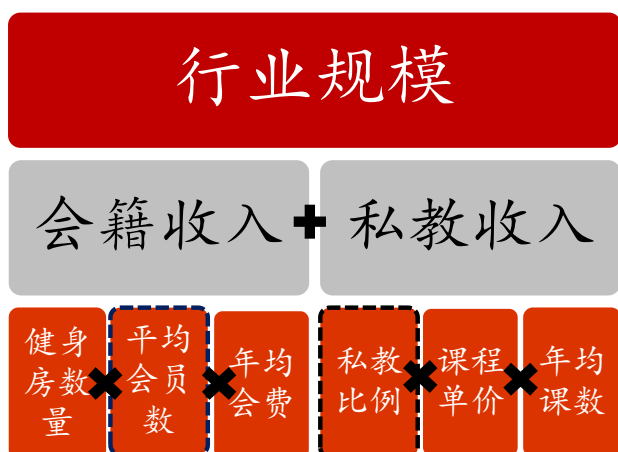 行业规模
会籍收入
+
私教收入
健身
房数
量
×
平均
会员
数
×
年均
会费
私教
比例
×
课程
单价
×
年均
课数